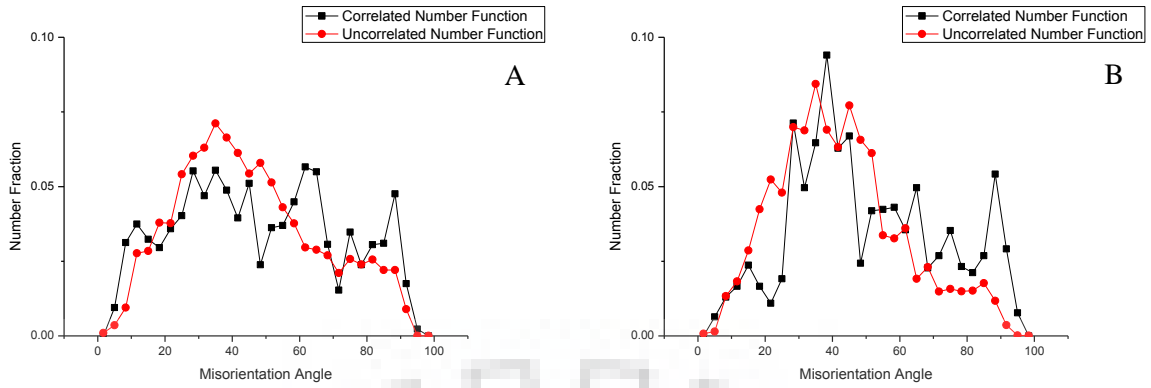 Correlated Number Function
Uncorrelated Number Function
A
0.10
0.05
0.00
Number Fraction
0 20 40 60 80 100
Misorientation Angle
Correlated Number Function
Uncorrelated Number Function
B
0.10
0.05
0.00
Number Fraction
0 20 40 60 80 100
Misorientation Angle